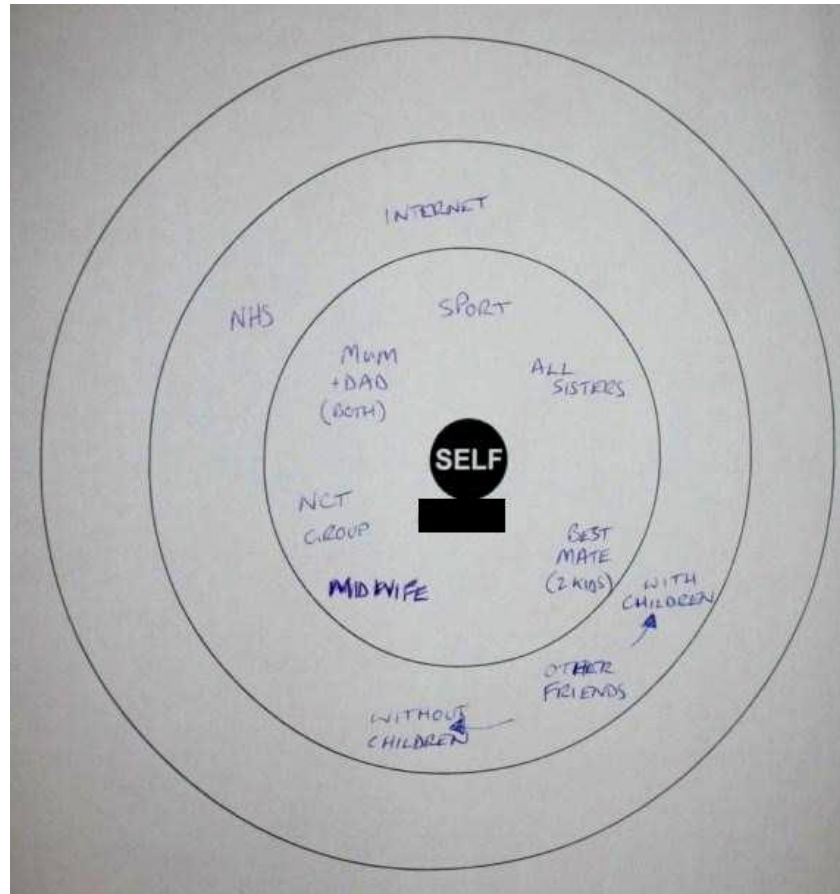 INTERNET
NHS
SPORT
MUM
+DAD
(BOTH)
ALL
SISTERS
SELF
NCT
GROUP
MIDWIFE
BEST
MATE
(2 KIDS)
WITH
CHILDREN
OTHER
FRIENDS
WITHOUT
CHILDREN